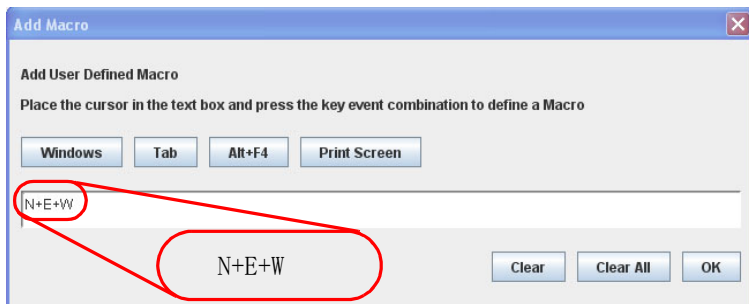 Add Macro
Add User Defined Macro
Place the cursor in the text box and press the key event combination to define a Macro
Windows Tab Alt+F4 Print Screen
N+E+W
N+E+W
Clear Clear All OK